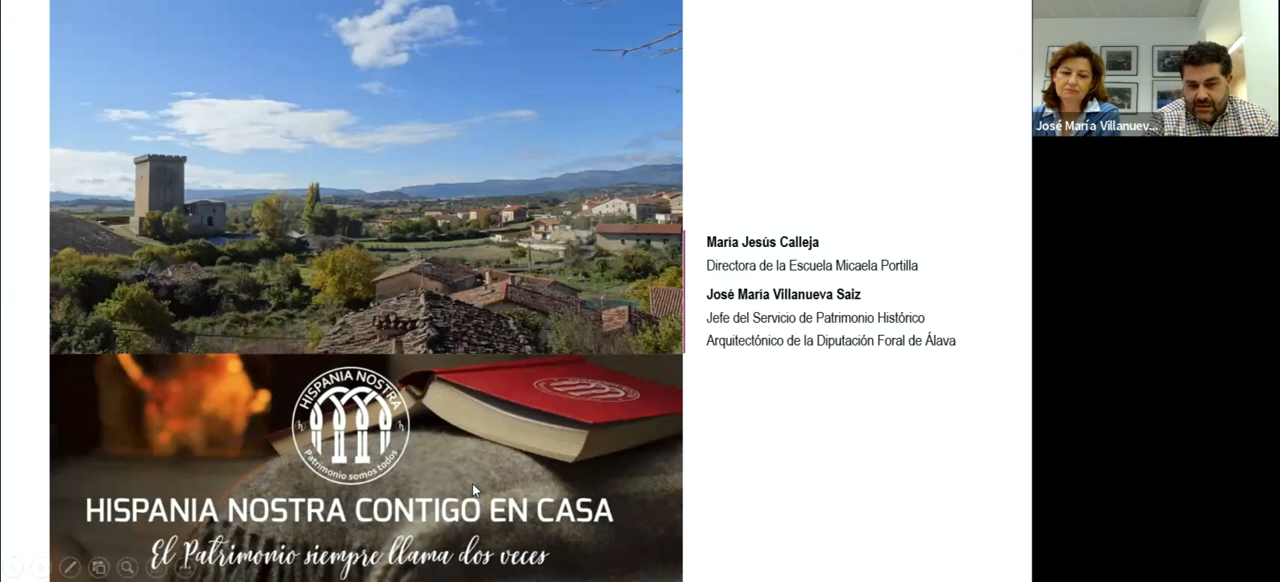 María Jesús Calleja
Directora de la Escuela Micaela Portilla
José María Villanueva Saiz
Jefe del Servicio de Patrimonio Histórico
Arquitectónico de la Diputación Foral de Álava
José María Villanuev...
HISPANIA NOSTRA
Patrimonio somos todos
HISPANIA NOSTRA CONTIGO EN CASA
El Patrimonio siempre llama dos veces